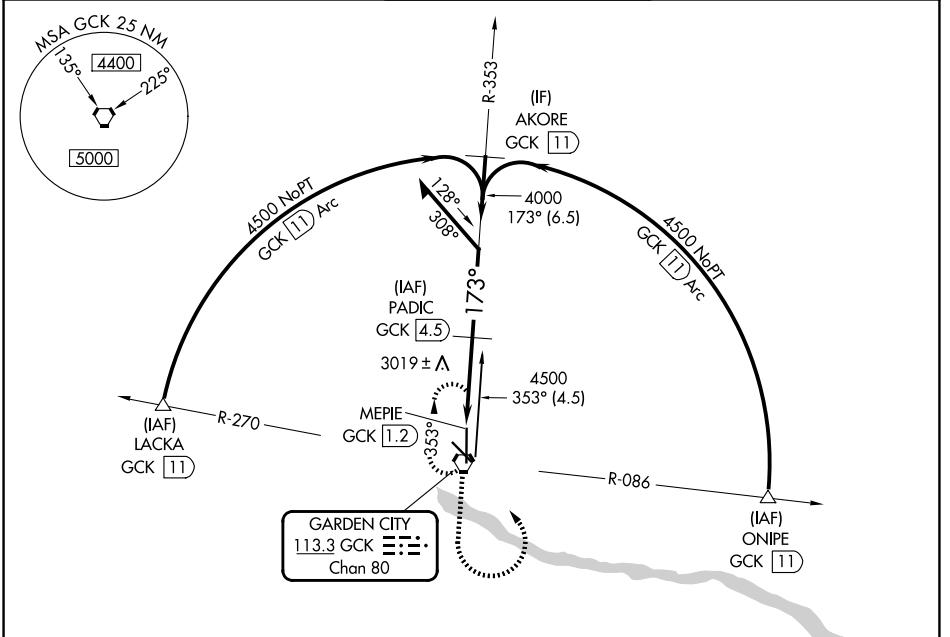 MSA GCK 25 NM
135°
4400
225°
5000
R-353
(IF)
AKORE
GCK 11
4500 NoPT
GCK 11 Arc
128°
308°
4000
173° (6.5)
4500 NoPT
GCK 11 Arc
173°
(IAF)
PADIC
GCK 4.5
3019 ±
4500
353° (4.5)
MEPIE
GCK 1.2
353°
R-270
(IAF)
LACKA
GCK 11
R-086
(IAF)
ONIPE
GCK 11
GARDEN CITY
113.3 GCK
Chan 80